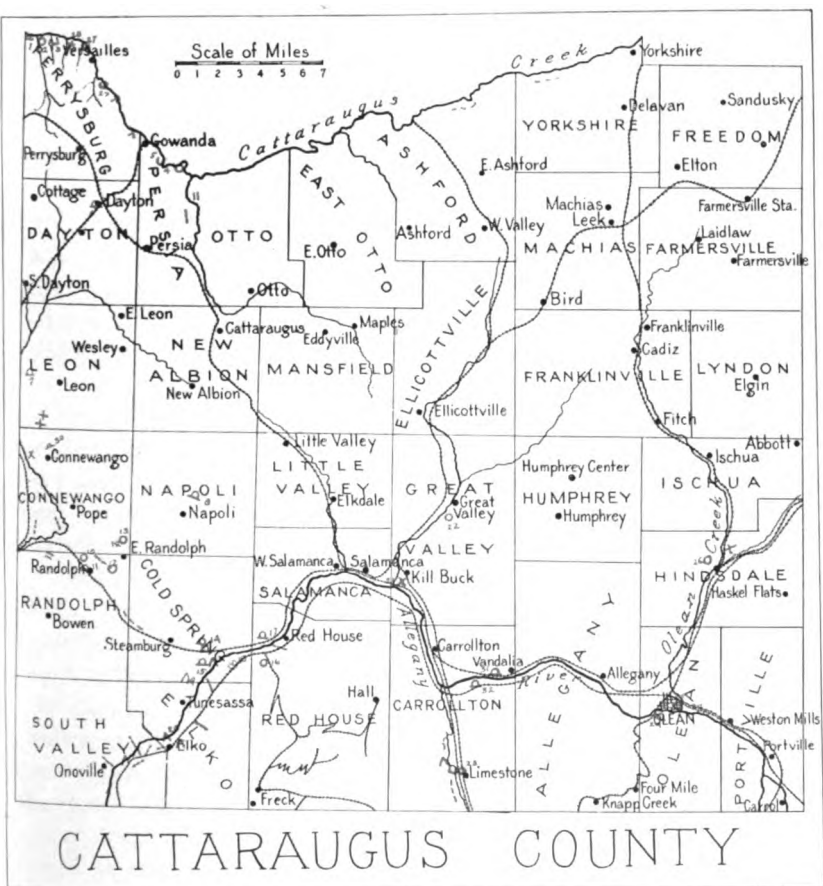 Scale of Miles
0 1 2 3 4 5 6 7
Versailles
Yorkshire
Cattaraugus Creek
Delavan
Sandusky
PERRYSBURG
YORKSHIRE
FREEDOM
Gowanda
Perrysburg
ASHFORD
E. Ashford
Elton
PERSIA
EAST OTTO
Cottage
Dayton
Machias
Leek
Farmersville Sta.
DAYTON
Persia
OTTO
E. Otto
Ashford
W. Valley
MACHIAS
FARMERSVILLE
Laidlaw
Farmersville
S. Dayton
Otto
Bird
E. Leon
Cattaraugus
Maples
Eddyville
Franklinville
Wesley
NEW ALBION
MANSFIELD
ELLICOTTVILLE
Cadiz
LEON
Leon
New Albion
FRANKLINVILLE
LYNDON
Elgin
Ellicottville
Fitch
Little Valley
Abbott
Connewango
LITTLE VALLEY
Humphrey Center
Ischua
ISCHUA
CONNEWANGO
Pope
NAPOLI
Napoli
Elkdale
GREAT VALLEY
Great Valley
HUMPHREY
Humphrey
E. Randolph
Randolph
COLD SPRING
W. Salamanca
Salamanca
Kill Buck
SALAMANCA
Olean Creek
HINSDALE
Haskel Flats
RANDOLPH
Bowen
Steamburg
Red House
Carrollton
Vandalia
Allegany
Allegany River
Hall
CARROLLTON
ALLEGANY
OLEAN
OLEAN
Weston Mills
PORTVILLE
Portville
Tunesassa
RED HOUSE
SOUTH VALLEY
Elko
ELKO
Onoville
Limestone
Freck
Four Mile
Knapp Creek
Carrol
CATTARAUGUS COUNTY